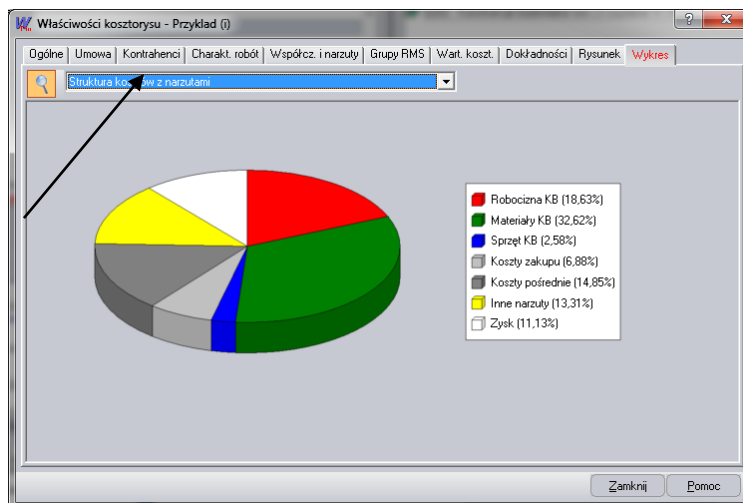 Właściwości kosztorysu - Przyklad (i)
Ogólne Umowa Kontrahenci Charakt. robót Współcz. i narzuty Grupy RMS Wart. koszt. Dokładności Rysunek Wykres
Struktura kosztów z narzutami
Robocizna KB (18,63%)
Materiały KB (32,62%)
Sprzęt KB (2,58%)
Koszty zakupu (6,88%)
Koszty pośrednie (14,85%)
Inne narzuty (13,31%)
Zysk (11,13%)
Zamknij Pomoc